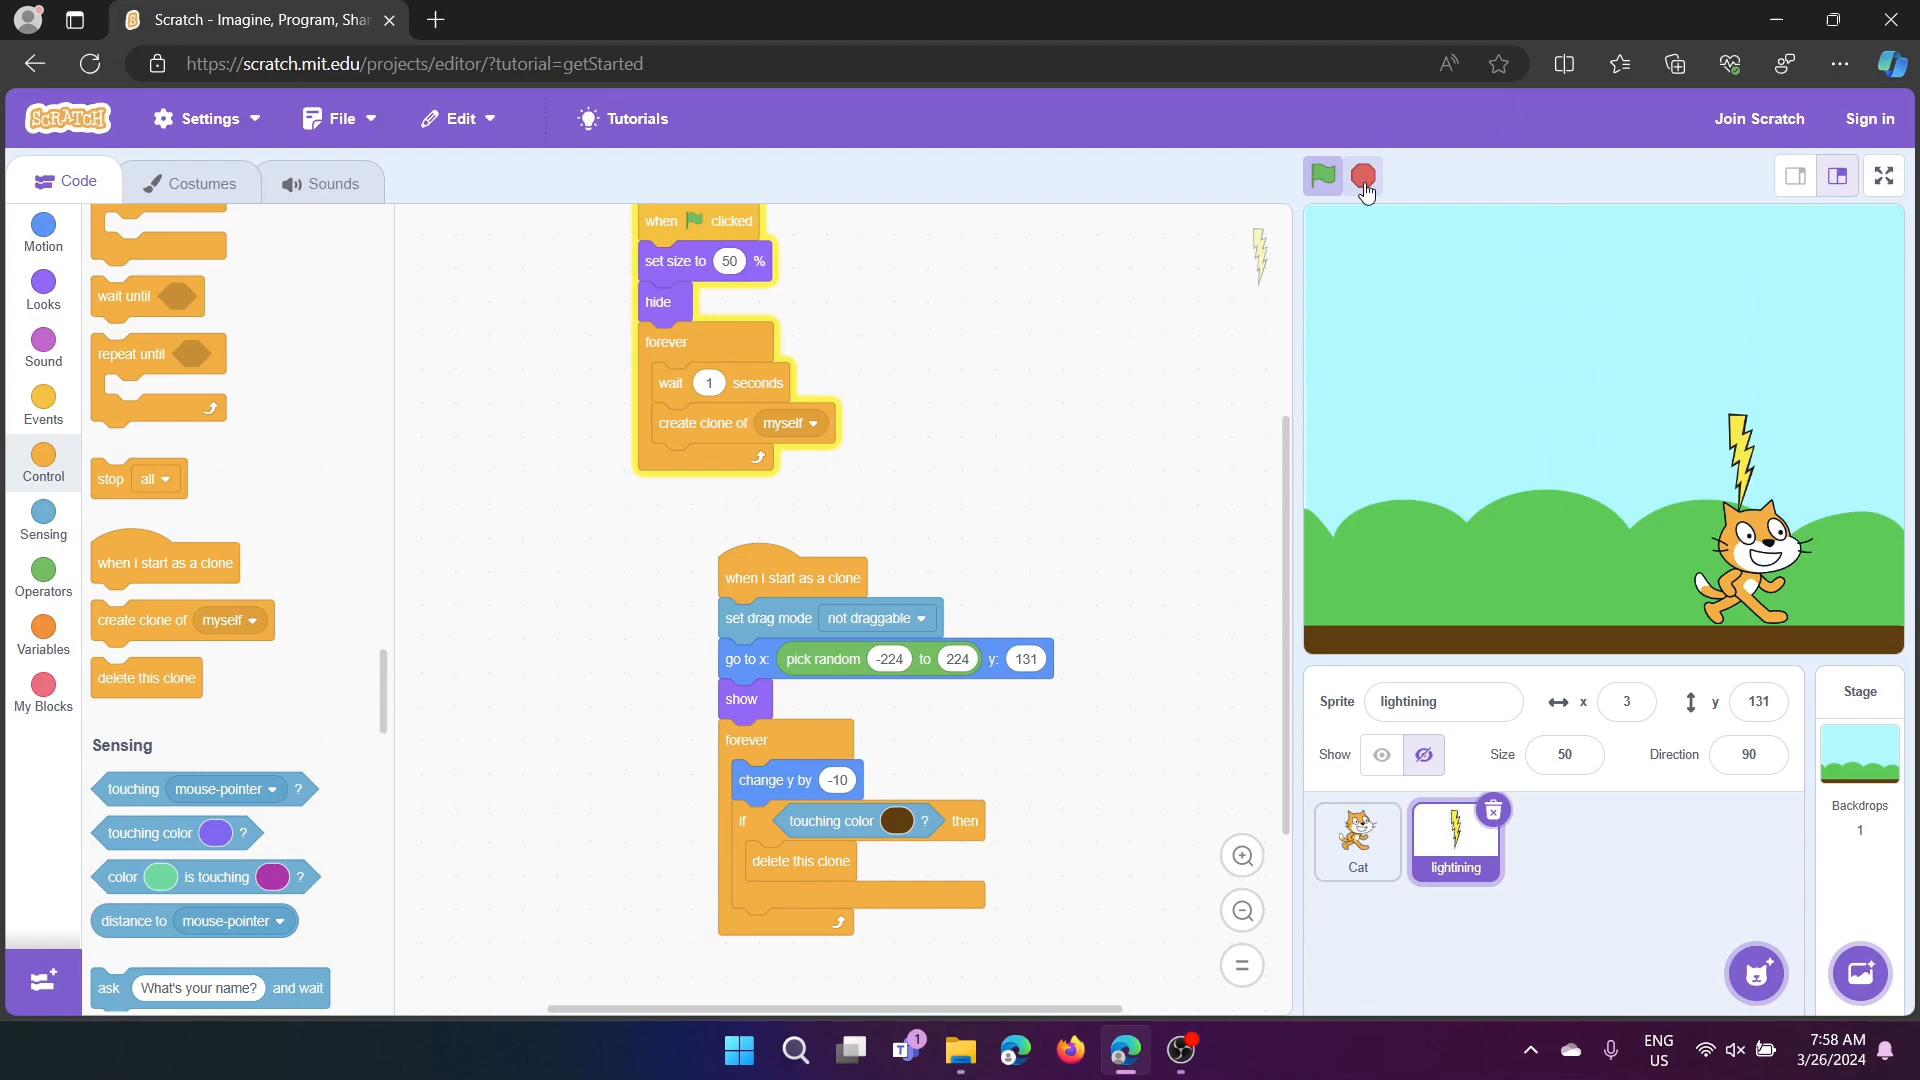 Scratch - Imagine, Program, Shar
https://scratch.mit.edu/projects/editor/?tutorial=getStarted
SCRATCH
Settings
File
Edit
Tutorials
Join Scratch
Sign in
Code
Costumes
Sounds
Motion
Looks
Sound
Events
Control
Sensing
Operators
Variables
My Blocks
wait until
repeat until
stop all
when I start as a clone
create clone of myself
delete this clone
Sensing
touching mouse-pointer ?
touching color ?
color is touching ?
distance to mouse-pointer
ask What's your name? and wait
when clicked
set size to 50 %
hide
forever
wait 1 seconds
create clone of myself
when I start as a clone
set drag mode not draggable
go to x: pick random -224 to 224 y: 131
show
forever
change y by -10
if touching color ? then
delete this clone
Sprite lightining x 3 y 131
Show Size 50 Direction 90
Cat
lightining
Stage
Backdrops
1
1
ENG
US
7:58 AM
3/26/2024